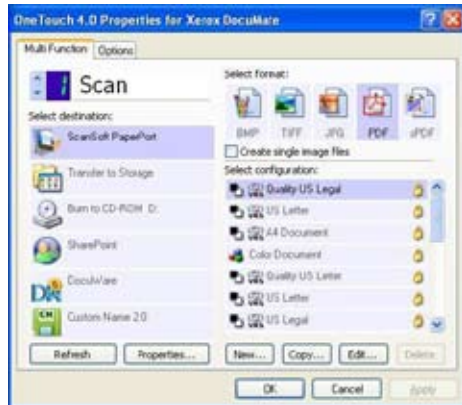 OneTouch 4.0 Properties for Xerox DocuMate
Multi Function
Options
1
Scan
Select destination:
ScanSoft PaperPort
Transfer to Storage
Burn to CD-ROM D:
SharePoint
DocuWare
Custom Name 2.0
Refresh
Properties...
Select format:
BMP
TIFF
JPG
PDF
sPDF
Create single image files
Select configuration:
Quality US Legal
US Letter
A4 Document
Color Document
Quality US Letter
US Letter
US Legal
New...
Copy...
Edit...
Delete
OK
Cancel
Apply